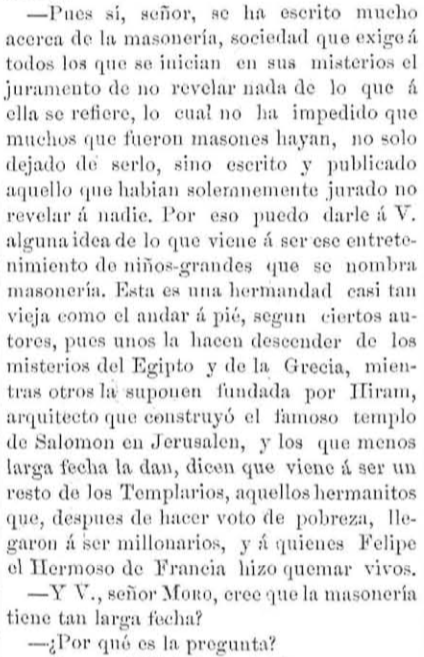 —Pues sí, señor, se ha escrito mucho
acerca de la masonería, sociedad que exige á
todos los que se inician en sus misterios el
juramento de no revelar nada de lo que á
ella se refiere, lo cual no ha impedido que
muchos que fueron masones hayan, no solo
dejado de serlo, sino escrito y publicado
aquello que habian solemnemente jurado no
revelar á nadie. Por eso puedo darle á V.
alguna idea de lo que viene á ser ese entrete-
nimiento de niños-grandes que se nombra
masonería. Esta es una hermandad casi tan
vieja como el andar á pié, segun ciertos au-
tores, pues unos la hacen descender de los
misterios del Egipto y de la Grecia, mien-
tras otros la suponen fundada por Hiram,
arquitecto que construyó el famoso templo
de Salomon en Jerusalen, y los que menos
larga fecha la dan, dicen que viene á ser un
resto de los Templarios, aquellos hermanitos
que, despues de hacer voto de pobreza, lle-
garon á ser millonarios, y á quienes Felipe
el Hermoso de Francia hizo quemar vivos.
—Y V., señor Moro, cree que la masonería
tiene tan larga fecha?
—¿Por qué es la pregunta?